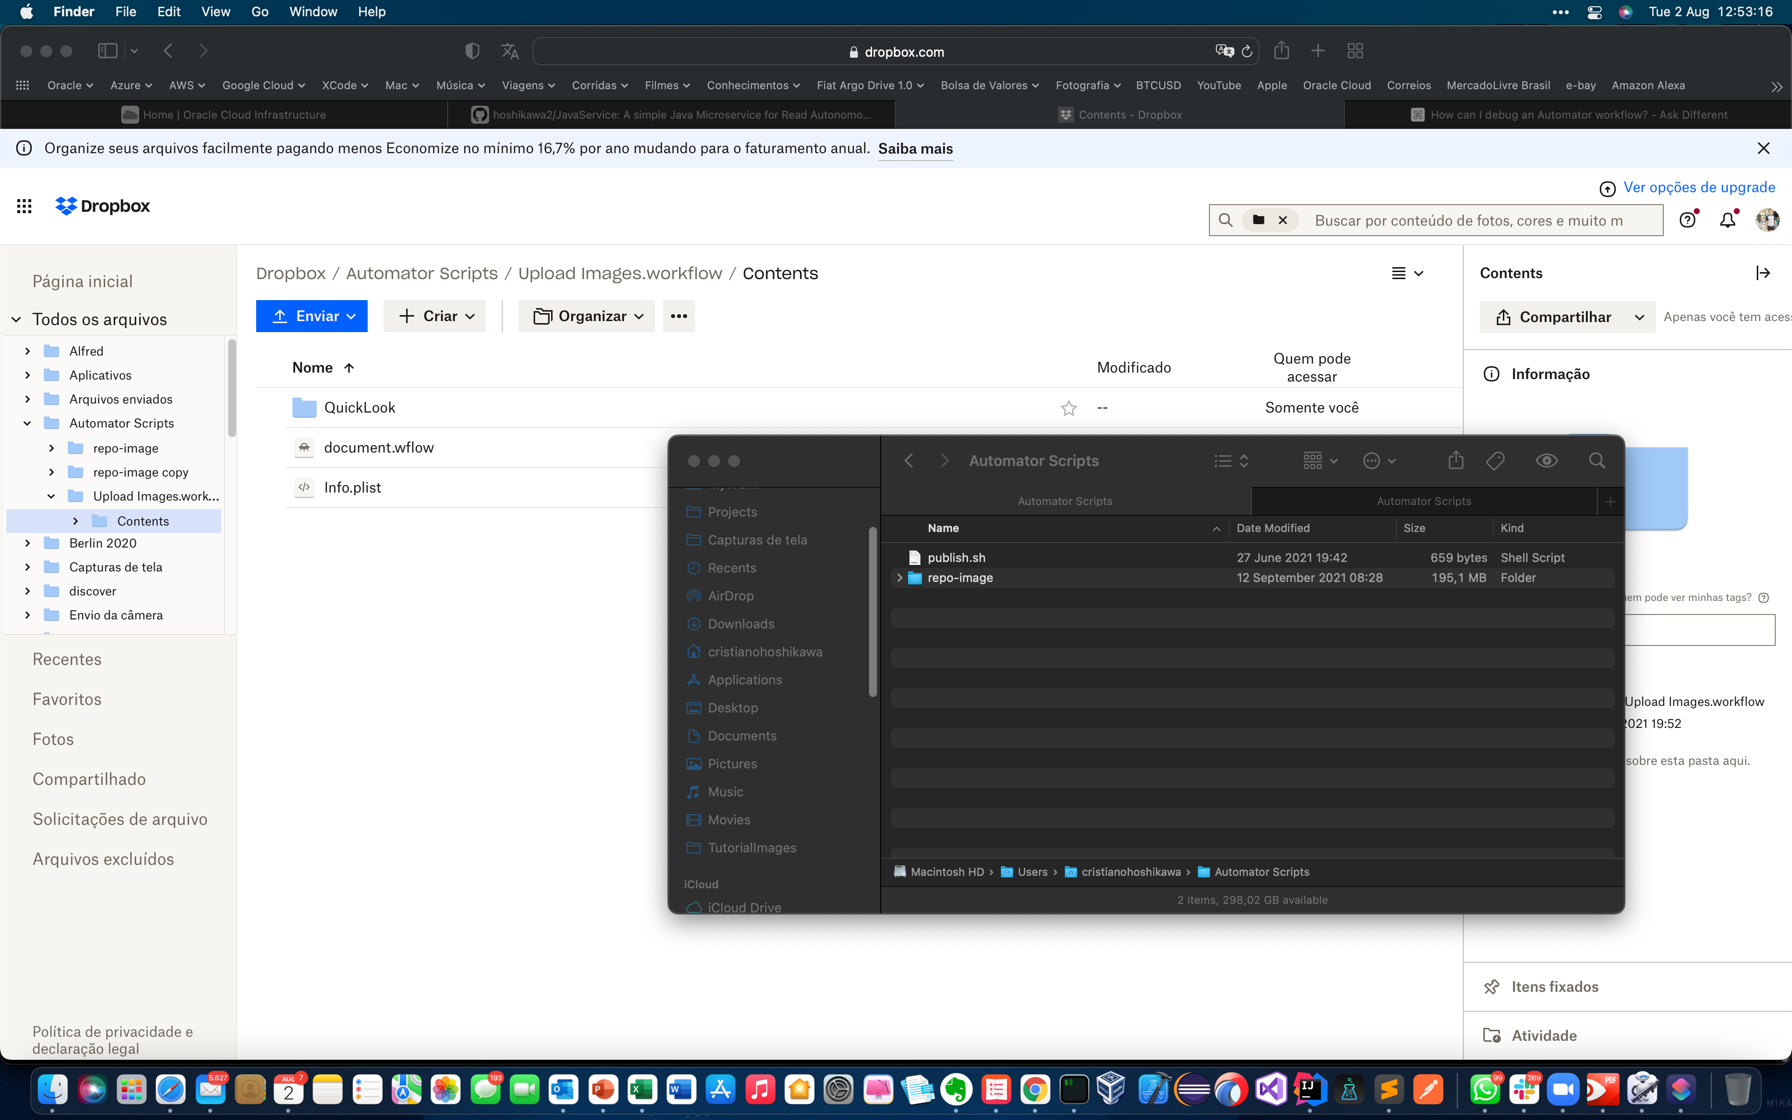 Finder File Edit View Go Window Help
Tue 2 Aug 12:53:16
dropbox.com
Oracle Azure AWS Google Cloud XCode Mac Música Viagens Corridas Filmes Conhecimentos Fiat Argo Drive 1.0 Bolsa de Valores Fotografia BTCUSD YouTube Apple Oracle Cloud Correios MercadoLivre Brasil e-bay Amazon Alexa
Home | Oracle Cloud Infrastructure
hoshikawa2/JavaService: A simple Java Microservice for Read Autonomo...
Contents - Dropbox
How can I debug an Automator workflow? - Ask Different
Organize seus arquivos facilmente pagando menos Economize no mínimo 16,7% por ano mudando para o faturamento anual. Saiba mais
Ver opções de upgrade
Dropbox
Buscar por conteúdo de fotos, cores e muito m
Página inicial
Todos os arquivos
Alfred
Aplicativos
Arquivos enviados
Automator Scripts
repo-image
repo-image copy
Upload Images.work...
Contents
Berlin 2020
Capturas de tela
discover
Envio da câmera
Recentes
Favoritos
Fotos
Compartilhado
Solicitações de arquivo
Arquivos excluídos
Política de privacidade e
declaração legal
Dropbox / Automator Scripts / Upload Images.workflow / Contents
Enviar
Criar
Organizar
Nome
Modificado
Quem pode
acessar
QuickLook
--
Somente você
document.wflow
Info.plist
Contents
Compartilhar
Apenas você tem aces
Informação
uem pode ver minhas tags?
Upload Images.workflow
2021 19:52
sobre esta pasta aqui.
Itens fixados
Atividade
Automator Scripts
Automator Scripts
Automator Scripts
Name Date Modified Size Kind
publish.sh 27 June 2021 19:42 659 bytes Shell Script
repo-image 12 September 2021 08:28 195,1 MB Folder
Projects
Capturas de tela
Recents
AirDrop
Downloads
cristianohoshikawa
Applications
Desktop
Documents
Pictures
Music
Movies
TutorialImages
iCloud
iCloud Drive
Macintosh HD › Users › cristianohoshikawa › Automator Scripts
2 items, 298,02 GB available
5.627
AUG
7
2
193
99
269
PDF